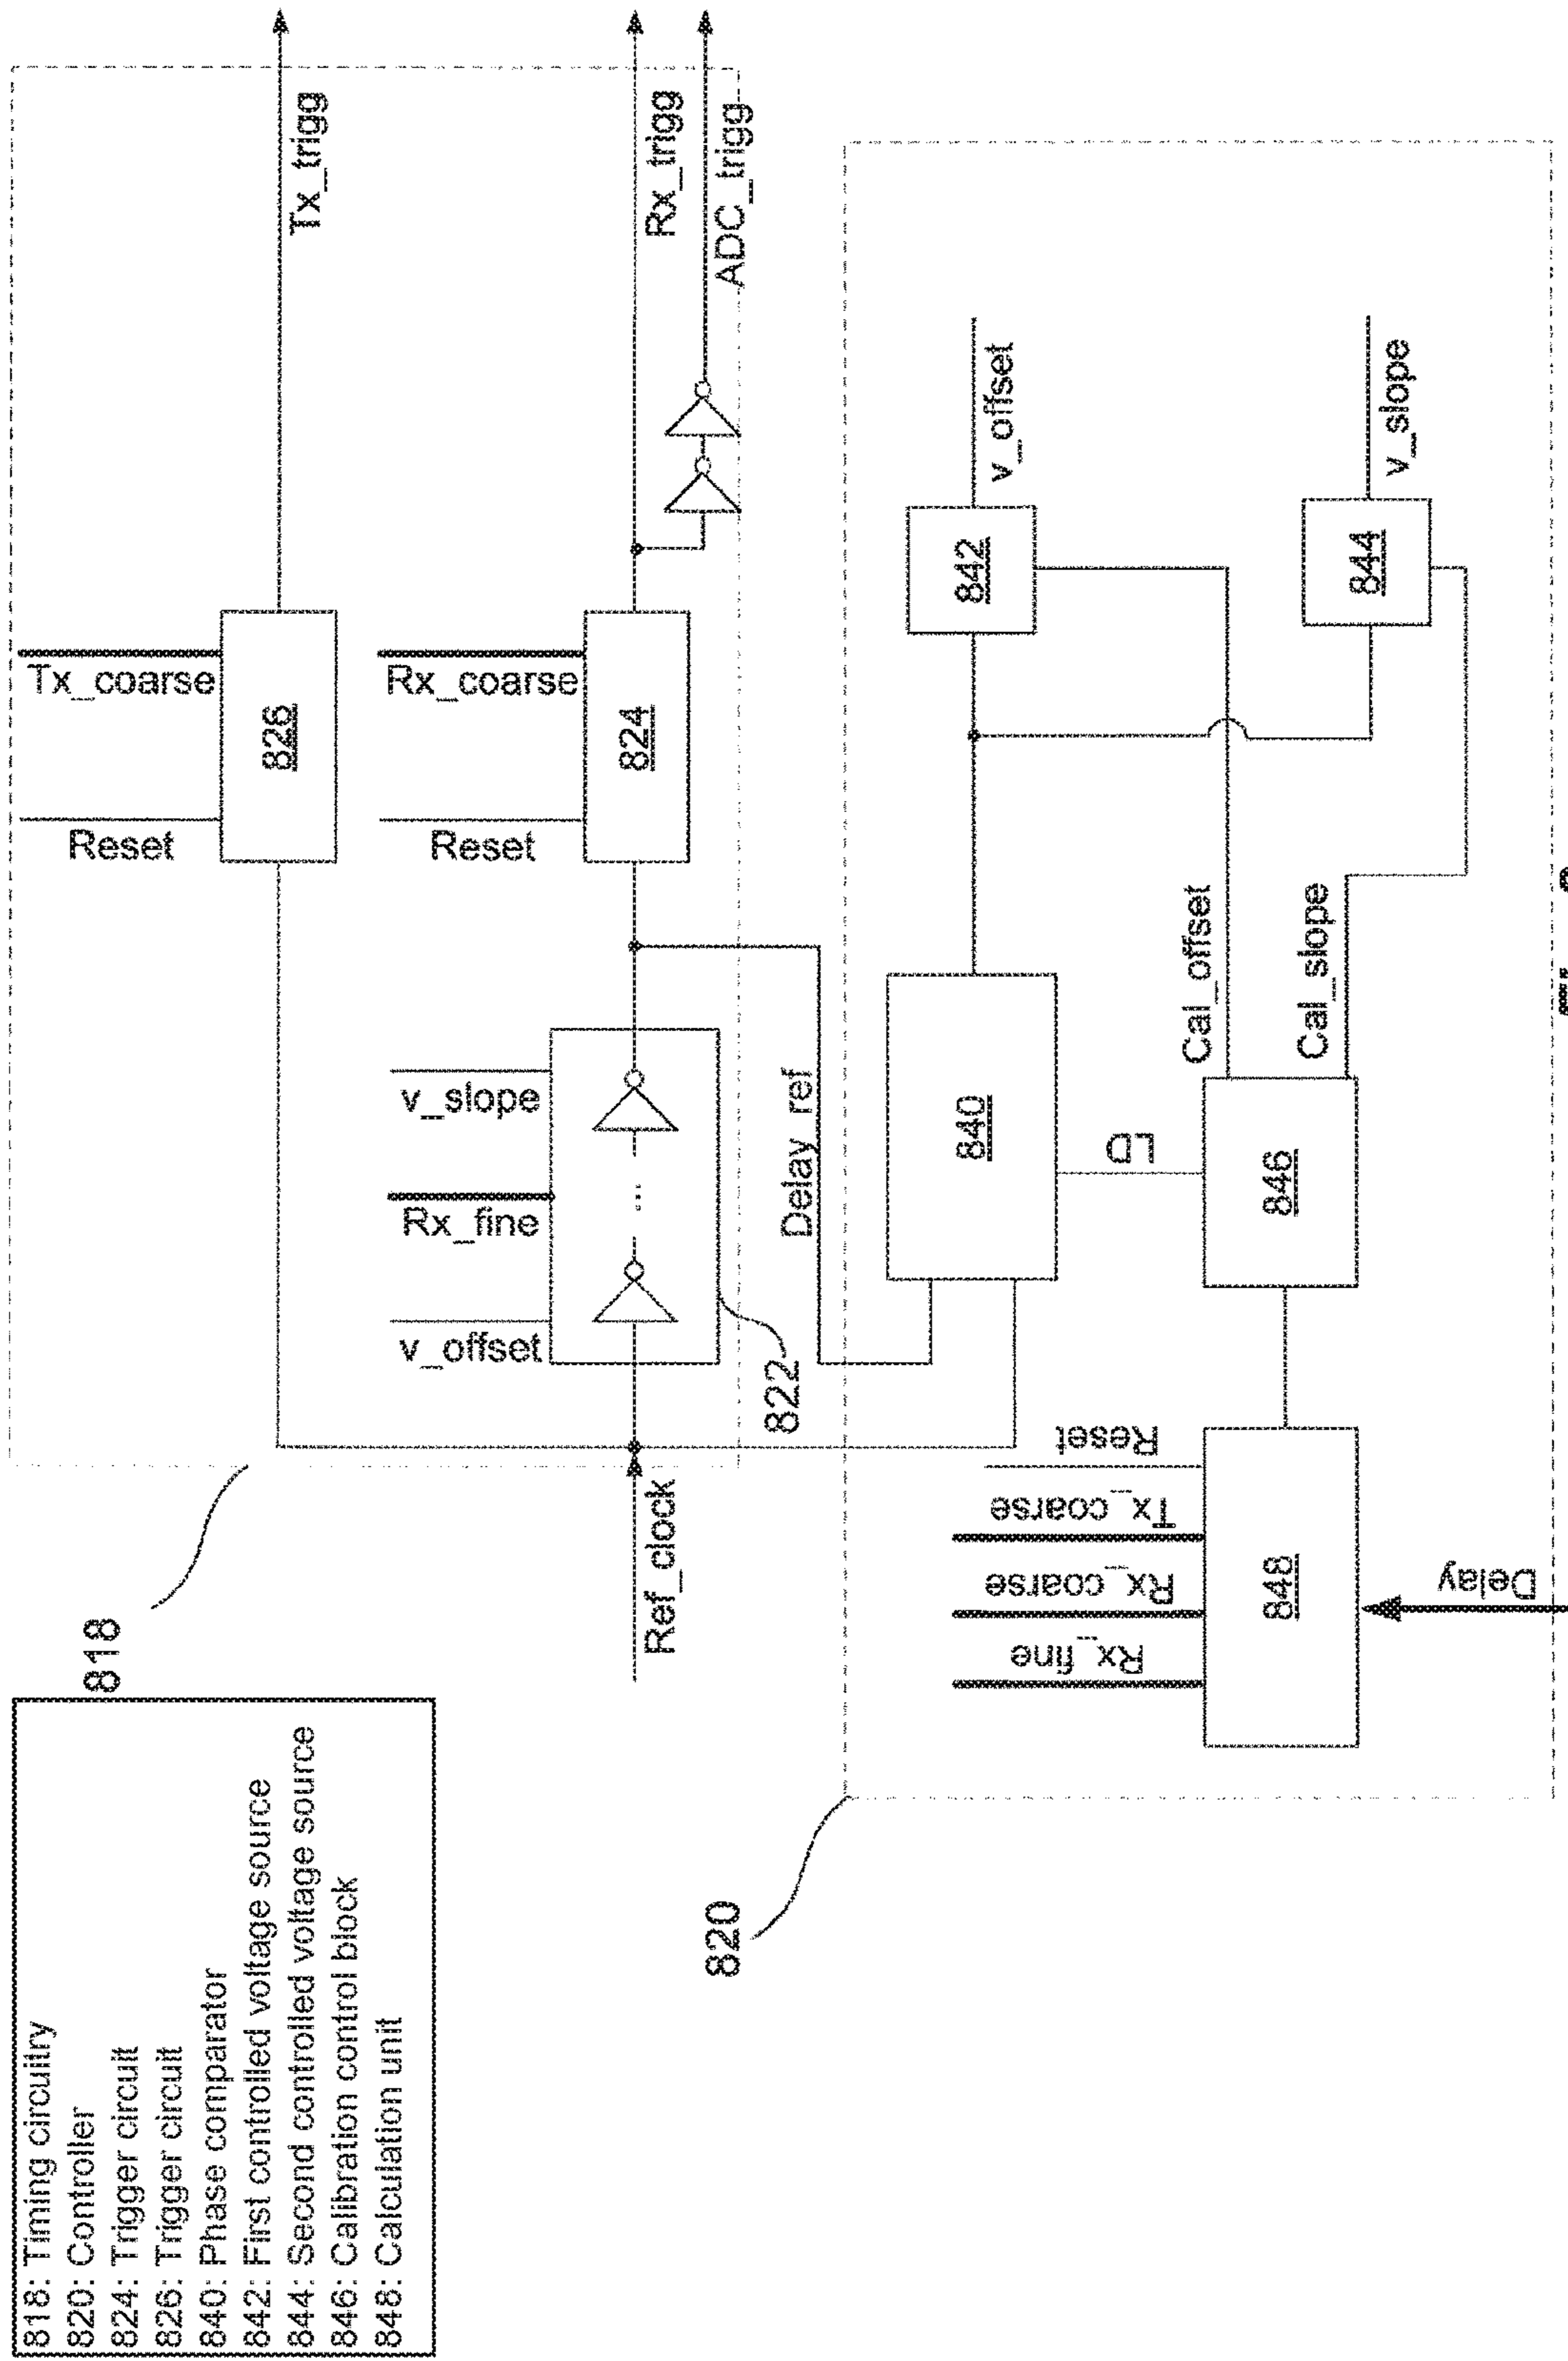 818: Timing circuitry
820: Controller
824: Trigger circuit
826: Trigger circuit
840: Phase comparator
842: First controlled voltage source
844: Second controlled voltage source
846: Calibration control block
848: Calculation unit
818
Reset
Tx_coarse
826
Tx_trigg
Reset
Rx_coarse
824
Rx_trigg
ADC_trigg
v_offset
Rx_fine
v_slope
Ref_clock
822
Delay_ref
820
840
842
v_offset
LD
Cal_offset
Cal_slope
846
844
v_slope
Rx_fine
Rx_coarse
Tx_coarse
Reset
848
Delay